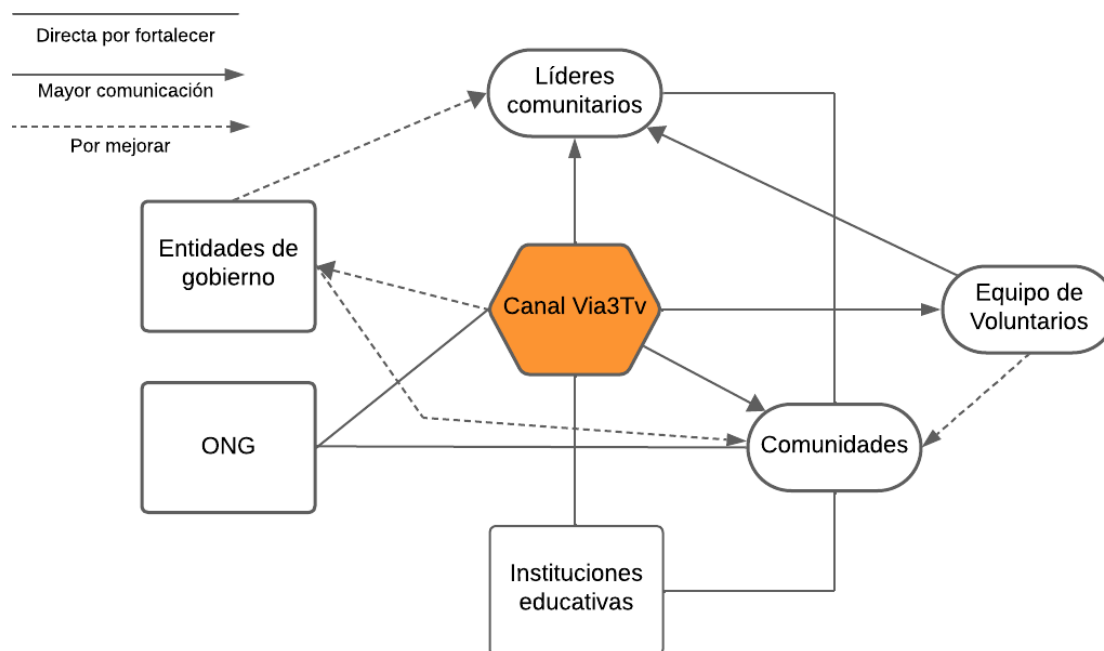 Directa por fortalecer
Mayor comunicación
Por mejorar
Líderes
comunitarios
Entidades de
gobierno
Canal Via3Tv
Equipo de
Voluntarios
ONG
Comunidades
Instituciones
educativas